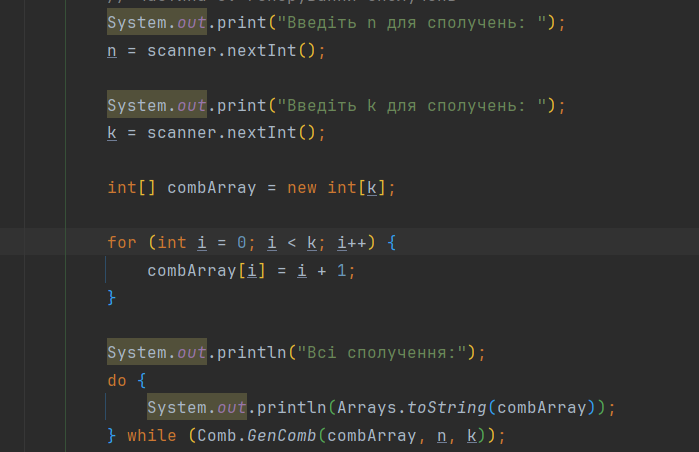 System.out.print("Введіть n для сполучень: ");
n = scanner.nextInt();
System.out.print("Введіть k для сполучень: ");
k = scanner.nextInt();
int[] combArray = new int[k];
for (int i = 0; i < k; i++) {
combArray[i] = i + 1;
}
System.out.println("Всі сполучення:");
do {
System.out.println(Arrays.toString(combArray));
} while (Comb.GenComb(combArray, n, k));